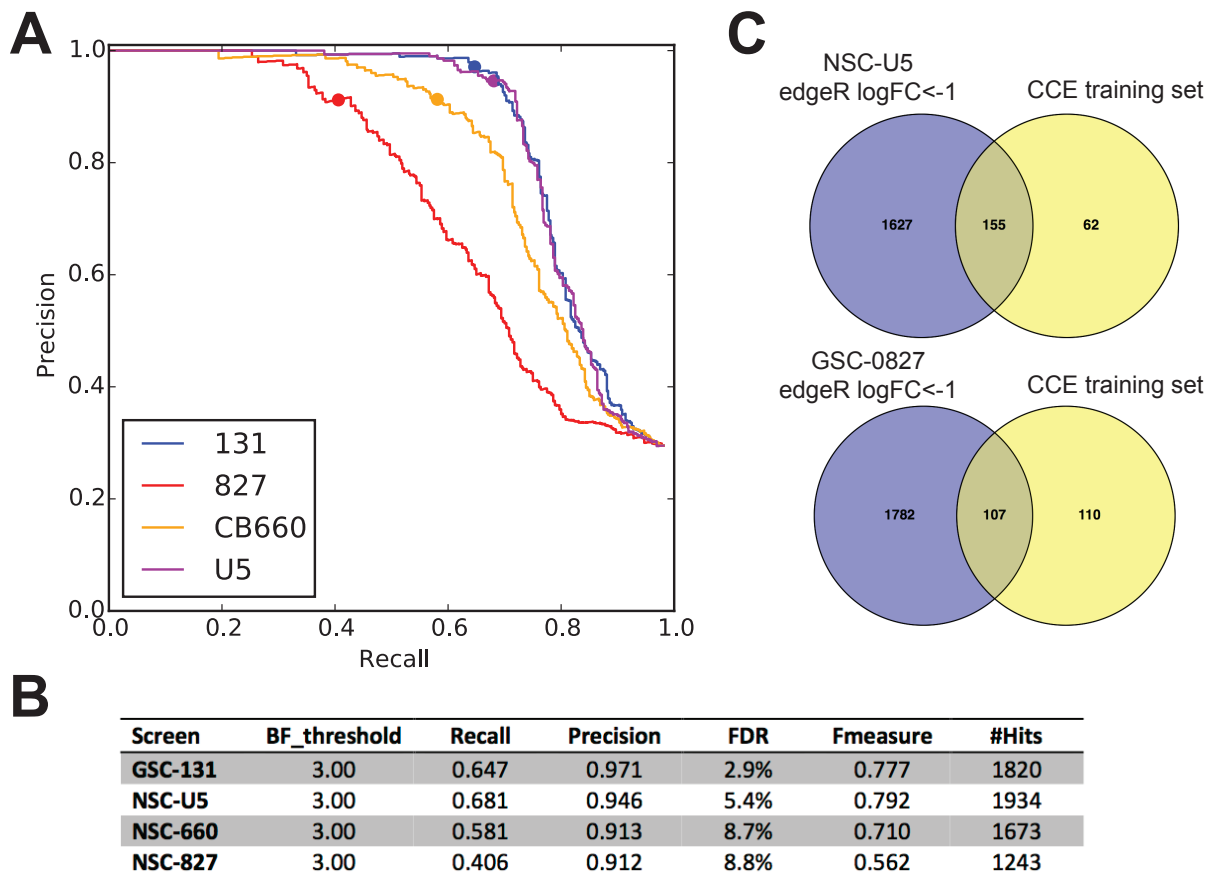 A
Precision
1.0
0.8
0.6
0.4
0.2
0.0
0.0 0.2 0.4 0.6 0.8 1.0
Recall
131
827
CB660
U5
C
NSC-U5
edgeR logFC<-1
CCE training set
1627 155 62
GSC-0827
edgeR logFC<-1
CCE training set
1782 107 110
B
Screen BF_threshold Recall Precision FDR Fmeasure #Hits
GSC-131 3.00 0.647 0.971 2.9% 0.777 1820
NSC-U5 3.00 0.681 0.946 5.4% 0.792 1934
NSC-660 3.00 0.581 0.913 8.7% 0.710 1673
NSC-827 3.00 0.406 0.912 8.8% 0.562 1243